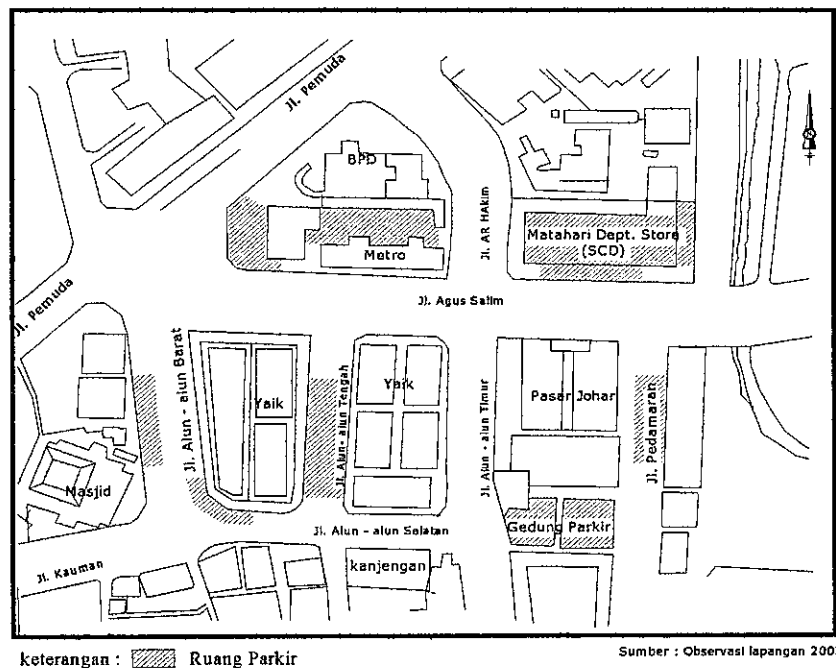 Jl. Pemuda
BPD
Jl. AR HAkim
Matahari Dept. Store
(SCD)
Metro
Jl. Agus Salim
Jl. Pemuda
Jl. Alun - alun Barat
Yaik
Jl. Alun- alun Tengah
Yaik
Jl. Alun - alun Timur
Pasar Johar
Jl. Pedamaran
Masjid
Gedung Parkir
Jl. Alun - alun Selatan
Jl. Kauman
kanjengan
keterangan : Ruang Parkir
Sumber : Observasi lapangan 200